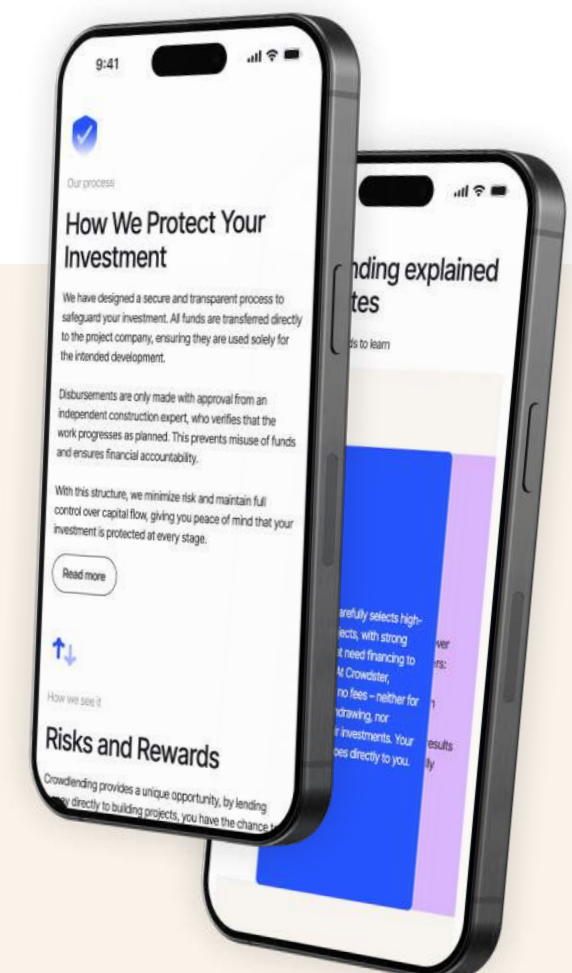 9:41
Our process
How We Protect Your
Investment
We have designed a secure and transparent process to
safeguard your investment. All funds are transferred directly
to the project company, ensuring they are used solely for
the intended development.
Disbursements are only made with approval from an
independent construction expert, who verifies that the
work progresses as planned. This prevents misuse of funds
and ensures financial accountability.
With this structure, we minimize risk and maintain full
control over capital flow, giving you peace of mind that your
investment is protected at every stage.
Read more
How we see it
Risks and Rewards
Crowdlending provides a unique opportunity, by lending
directly to building projects, you have the chance
nding explained
tes
ds to learn
arefully selects high-
jects, with strong
t need financing to
At Crowdster,
no fees – neither for
ndrawing, nor
r investments. Your
oes directly to you.
ver
rs:
n
esults
ly